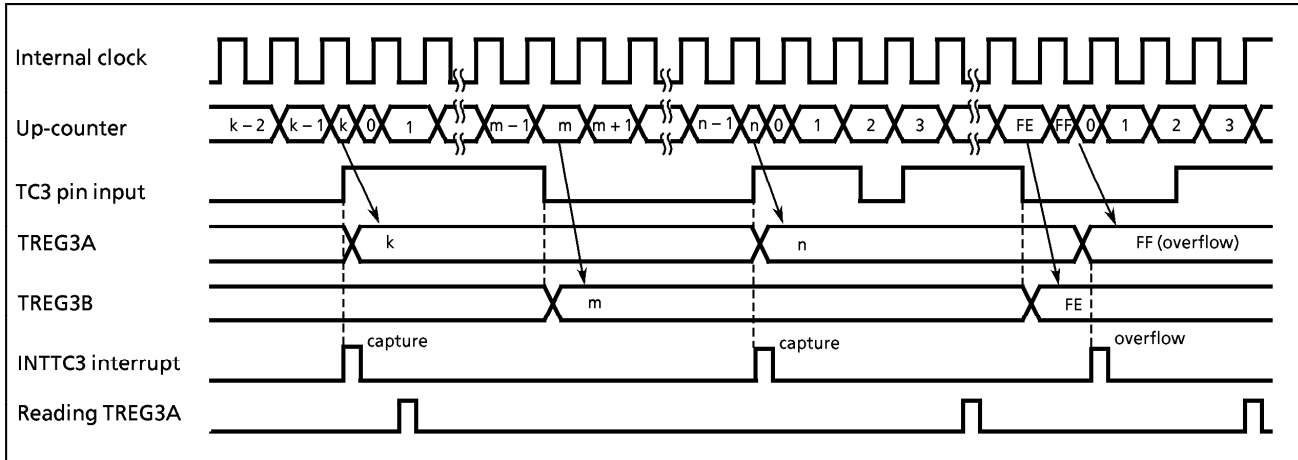 Internal clock
Up-counter k – 2 k – 1 k 0 1 m – 1 m m + 1 n – 1 n 0 1 2 3 FE FF 0 1 2 3
TC3 pin input
TREG3A k n FF (overflow)
TREG3B m FE
INTTC3 interrupt capture capture overflow
Reading TREG3A